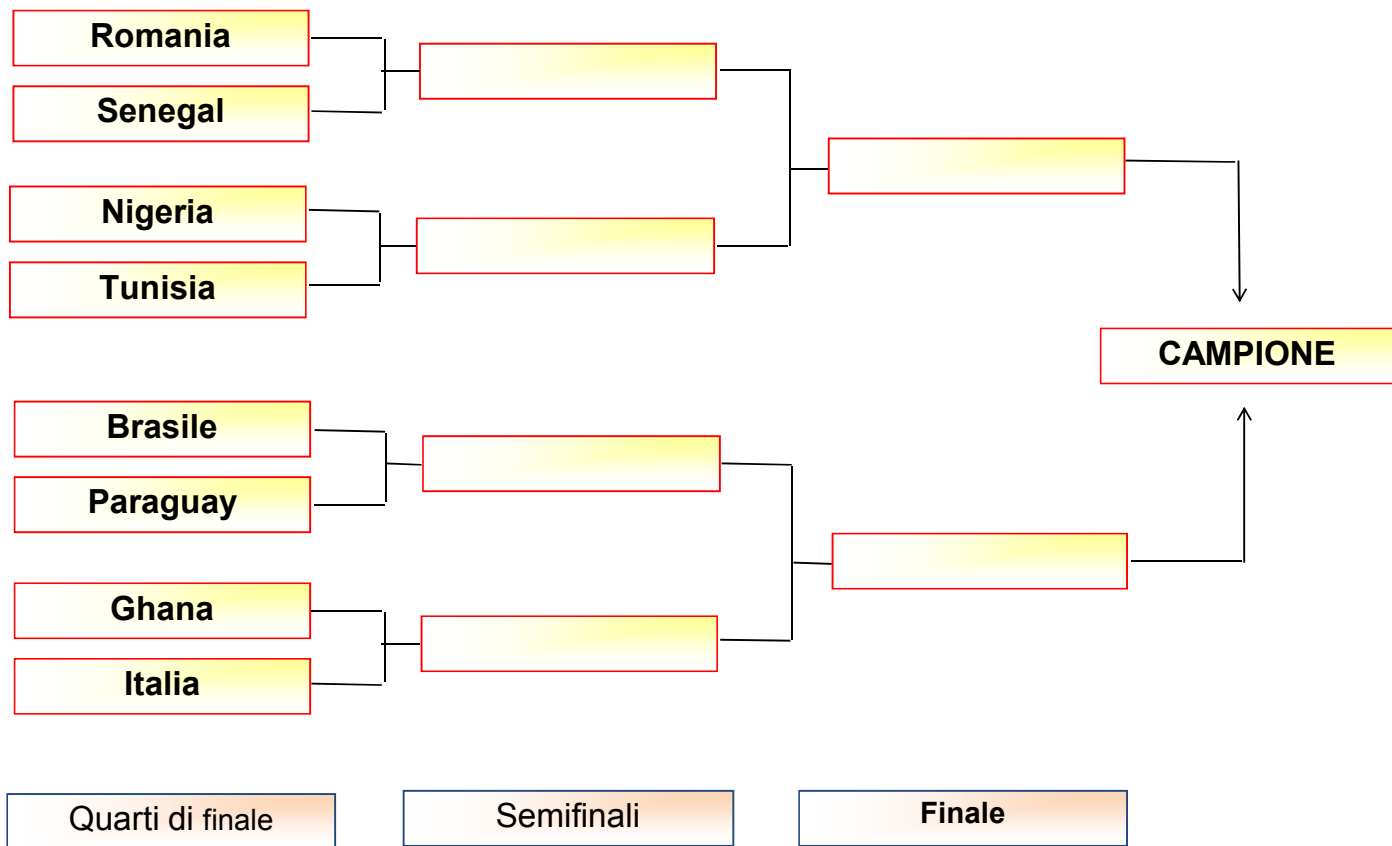 Romania
Senegal
Nigeria
Tunisia
CAMPIONE
Brasile
Paraguay
Ghana
Italia
Quarti di finale
Semifinali
Finale